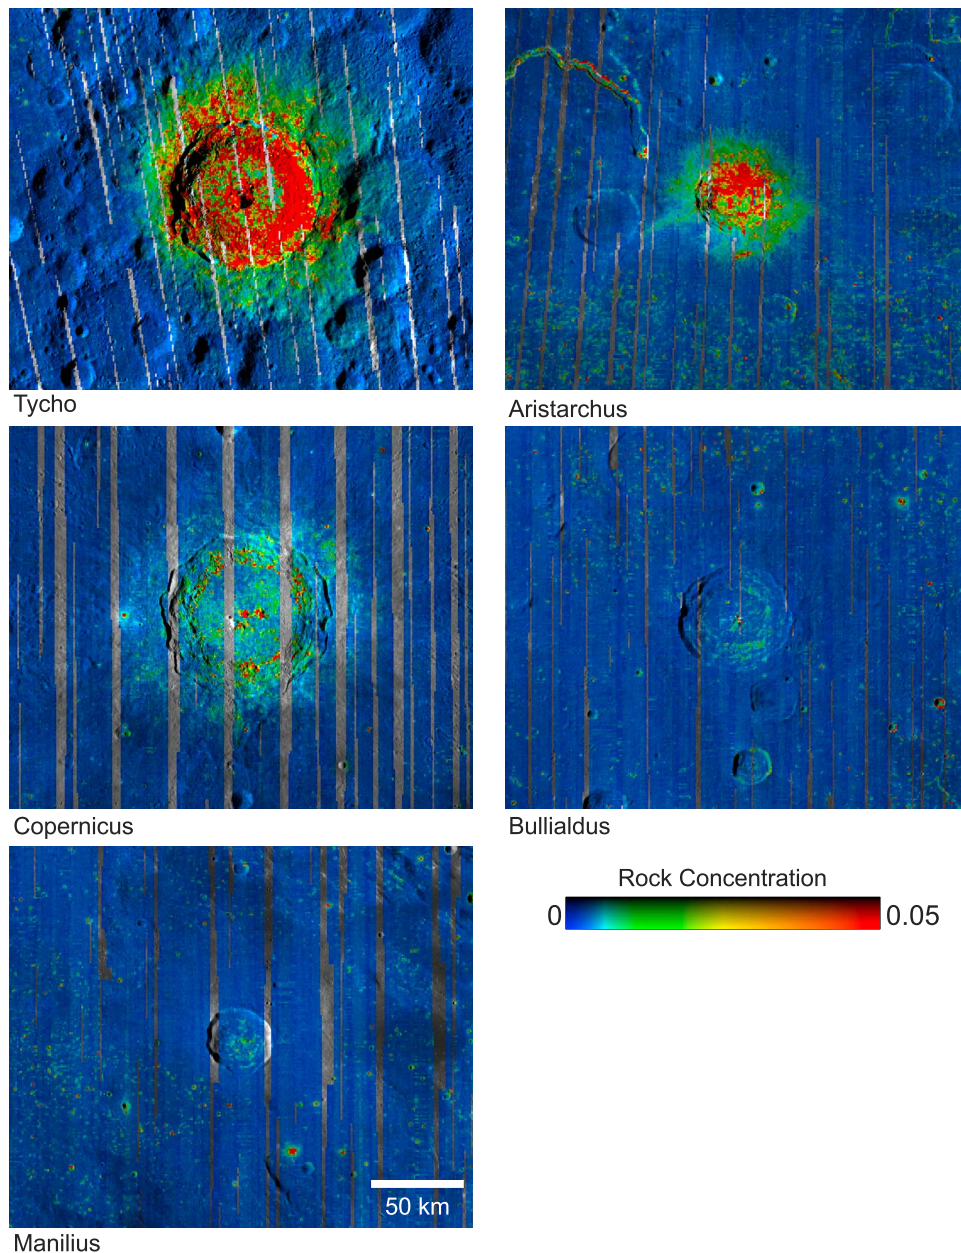 Tycho
Aristarchus
Copernicus
Bullialdus
Rock Concentration
0 0.05
50 km
Manilius